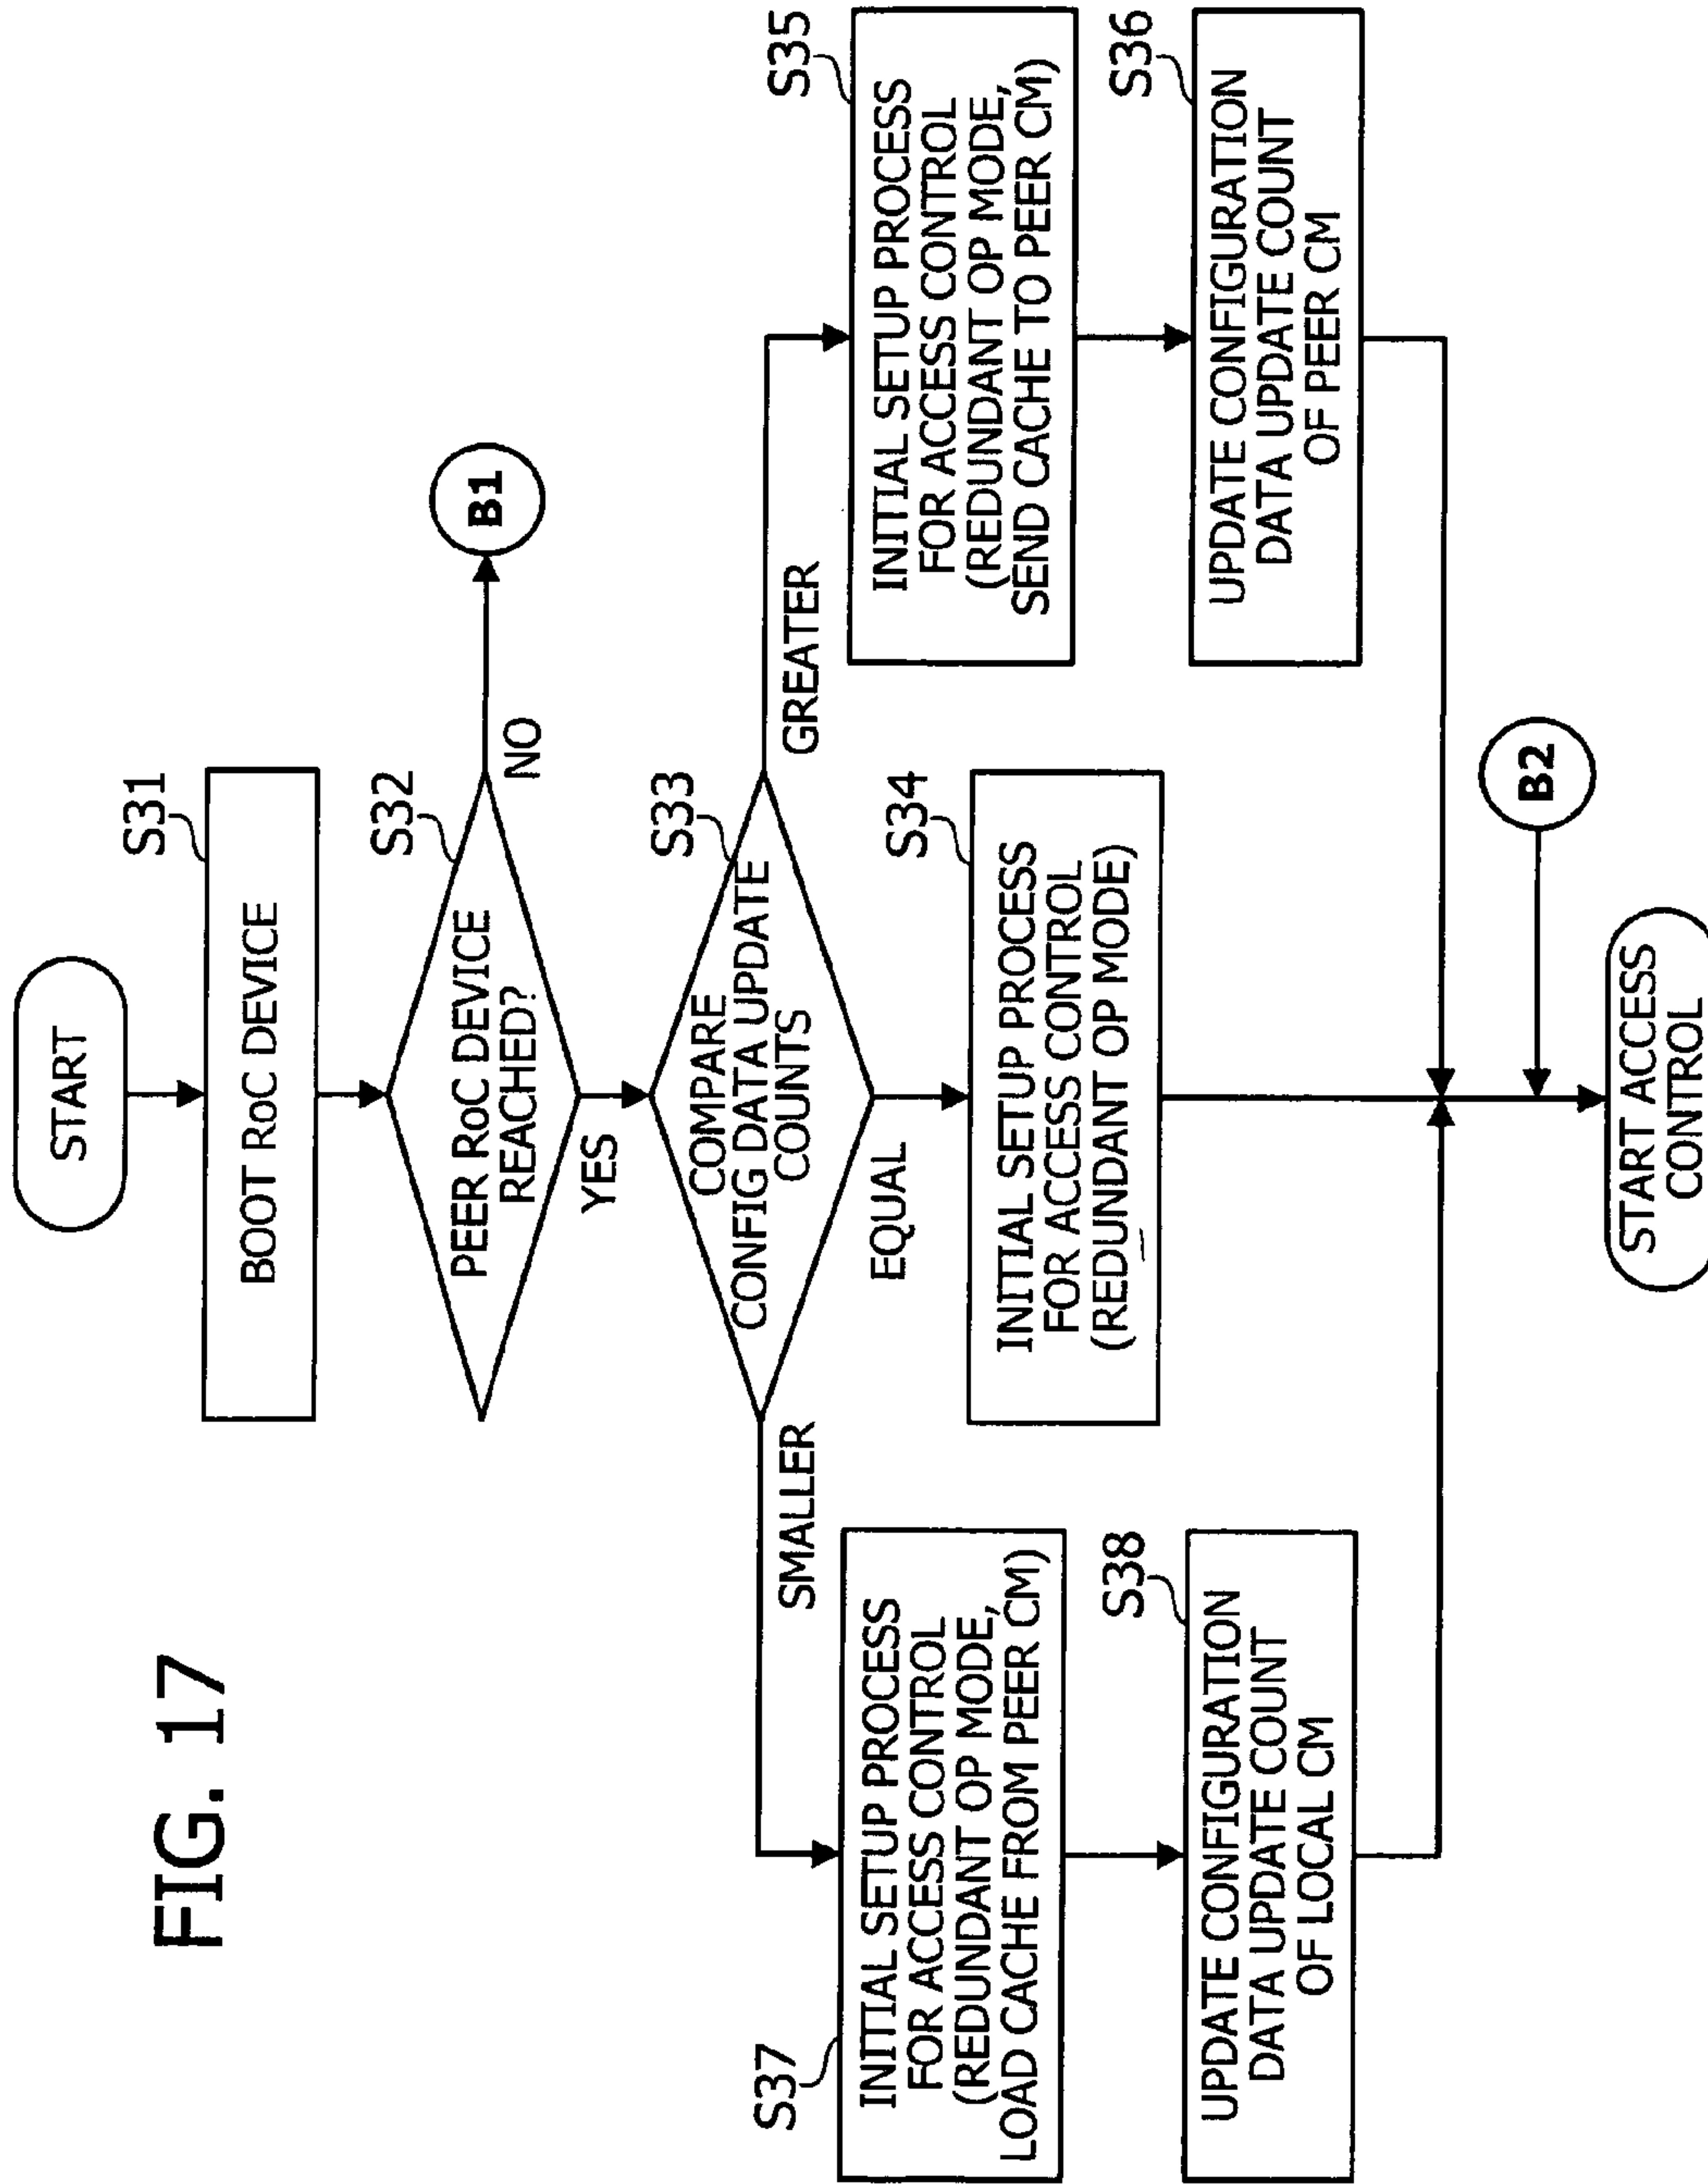 FIG. 17
START
S31
BOOT RoC DEVICE
S32
PEER RoC DEVICE
REACHED?
NO
B1
YES
S33
COMPARE
CONFIG DATA UPDATE
COUNTS
SMALLER
EQUAL
GREATER
S37
INITIAL SETUP PROCESS
FOR ACCESS CONTROL
(REDUNDANT OP MODE,
LOAD CACHE FROM PEER CM)
S34
INITIAL SETUP PROCESS
FOR ACCESS CONTROL
(REDUNDANT OP MODE)
S35
INITIAL SETUP PROCESS
FOR ACCESS CONTROL
(REDUNDANT OP MODE,
SEND CACHE TO PEER CM)
S38
UPDATE CONFIGURATION
DATA UPDATE COUNT
OF LOCAL CM
S36
UPDATE CONFIGURATION
DATA UPDATE COUNT
OF PEER CM
B2
START ACCESS
CONTROL